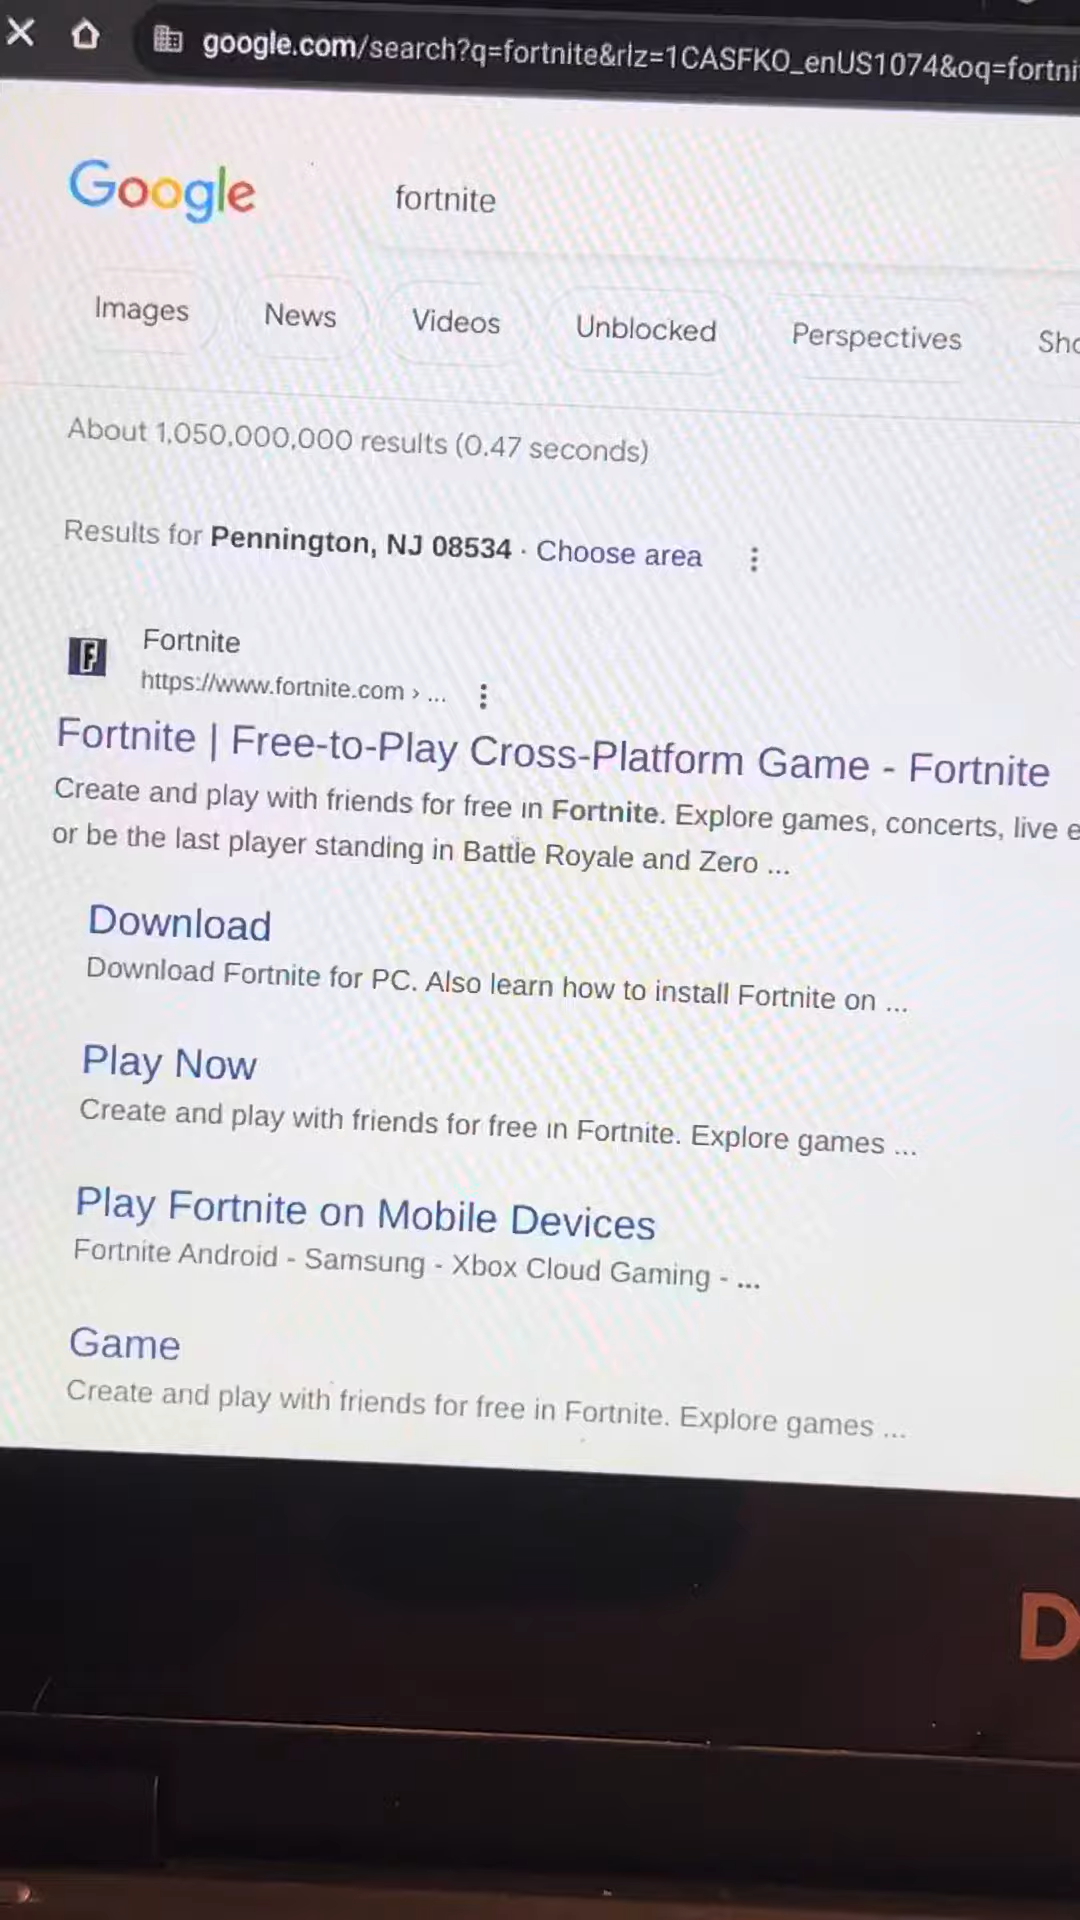 google.com/search?q=fortnite&rlz=1CASFKO_enUS1074&oq=fortni
Google
fortnite
Images News Videos Unblocked Perspectives Sho
About 1,050,000,000 results (0.47 seconds)
Results for Pennington, NJ 08534 · Choose area
Fortnite
https://www.fortnite.com › ...
Fortnite | Free-to-Play Cross-Platform Game - Fortnite
Create and play with friends for free in Fortnite. Explore games, concerts, live e
or be the last player standing in Battle Royale and Zero ...
Download
Download Fortnite for PC. Also learn how to install Fortnite on ...
Play Now
Create and play with friends for free in Fortnite. Explore games ...
Play Fortnite on Mobile Devices
Fortnite Android - Samsung - Xbox Cloud Gaming - ...
Game
Create and play with friends for free in Fortnite. Explore games ...
D